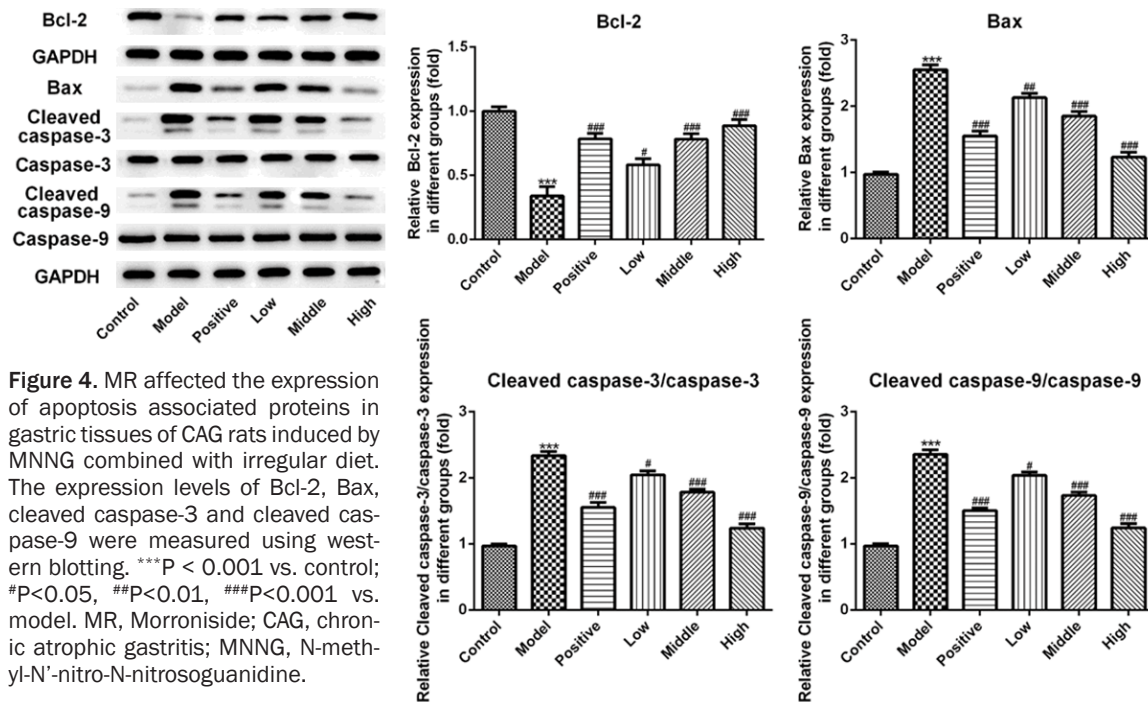 Bcl-2
GAPDH
Bax
Cleaved
caspase-3
Caspase-3
Cleaved
caspase-9
Caspase-9
GAPDH
Control
Model
Positive
Low
Middle
High
Figure 4. MR affected the expression
of apoptosis associated proteins in
gastric tissues of CAG rats induced by
MNNG combined with irregular diet.
The expression levels of Bcl-2, Bax,
cleaved caspase-3 and cleaved cas-
pase-9 were measured using west-
ern blotting. ***P < 0.001 vs. control;
#P<0.05, ##P<0.01, ###P<0.001 vs.
model. MR, Morroniside; CAG, chron-
ic atrophic gastritis; MNNG, N-meth-
yl-N’-nitro-N-nitrosoguanidine.
Bcl-2
Relative Bcl-2 expression
in different groups (fold)
1.5
1.0
0.5
0.0
***
###
#
###
###
Control
Model
Positive
Low
Middle
High
Bax
Relative Bax expression
in different groups (fold)
3
2
1
0
***
###
##
###
###
Control
Model
Positive
Low
Middle
High
Cleaved caspase-3/caspase-3
Relative Cleaved caspase-3/caspase-3 expression
in different groups (fold)
3
2
1
0
***
###
#
###
###
Control
Model
Positive
Low
Middle
High
Cleaved caspase-9/caspase-9
Relative Cleaved caspase-9/caspase-9 expression
in different groups (fold)
3
2
1
0
***
###
#
###
###
Control
Model
Positive
Low
Middle
High